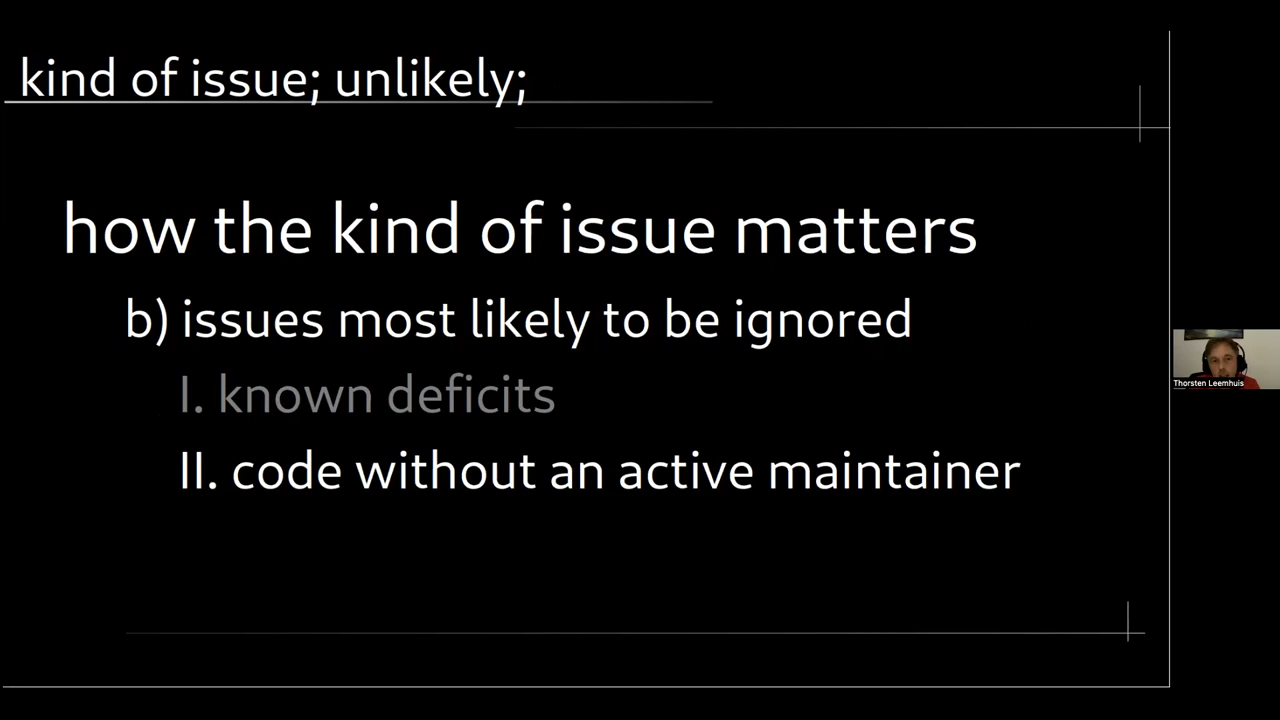 kind of issue; unlikely;
how the kind of issue matters
b) issues most likely to be ignored
I. known deficits
II. code without an active maintainer
Thorsten Leemhuis